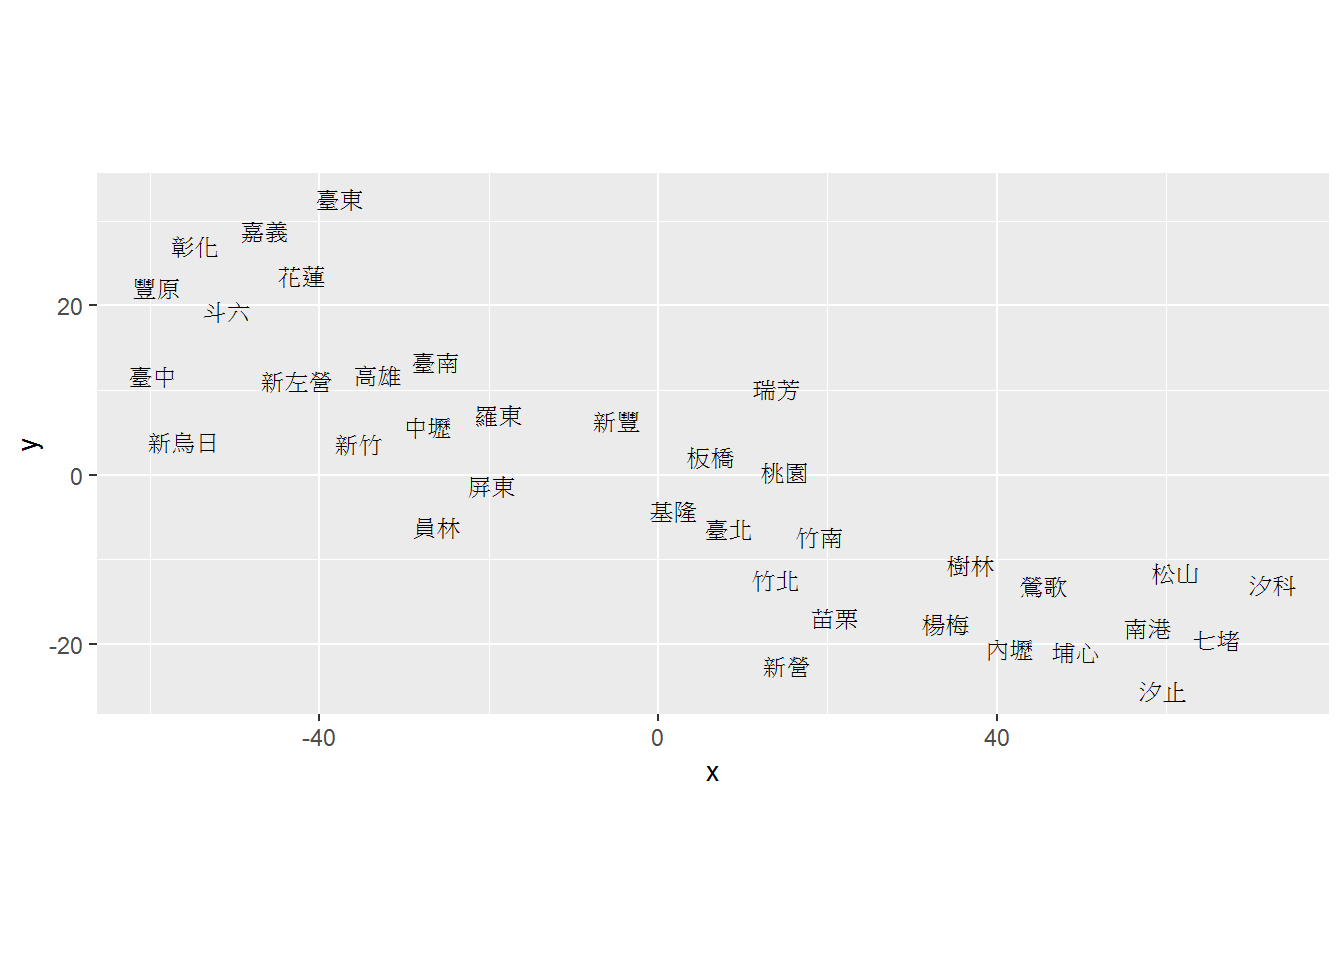 臺東
嘉義
彰化
花蓮
豐原
斗六
20
臺南
高雄
臺中
新左營
瑞芳
羅東
新豐
中壢
新烏日
新竹
y
板橋
桃園
0
屏東
基隆
員林
臺北
竹南
樹林
松山
竹北
鶯歌
汐科
苗栗
楊梅
南港
七堵
-20
內壢
埔心
新營
汐止
-40
0
40
x